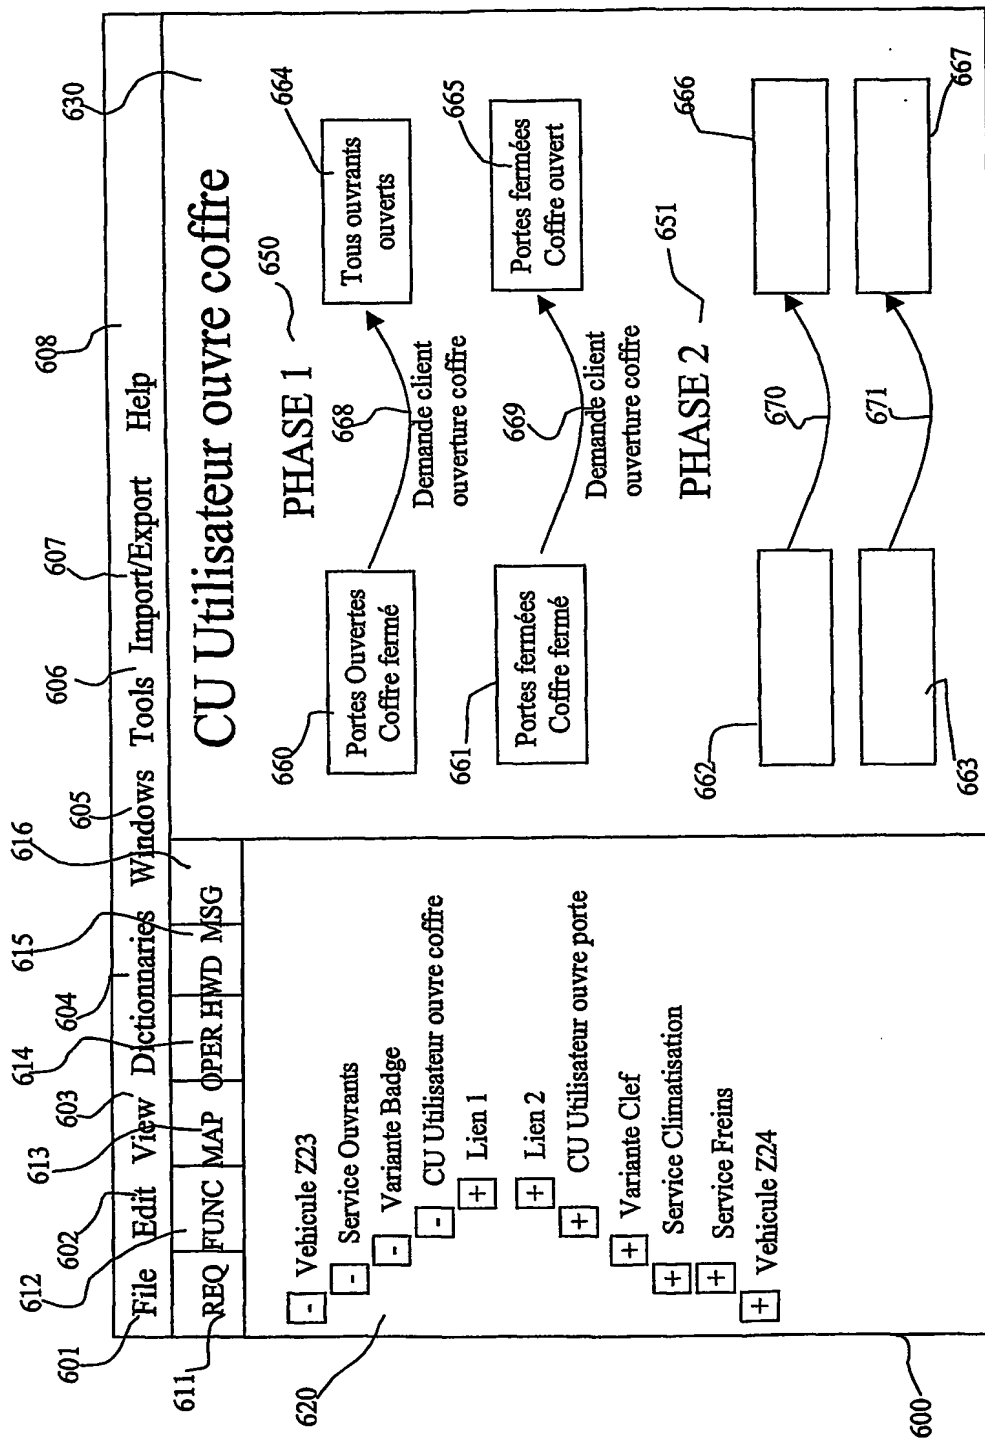 601
602
603
604
605
606
607
608
630
File Edit View Dictionnaries Windows Tools Import/Export Help
611
612
613
614
615
616
REQ FUNC MAP OPER HWD MSG
620
- Vehicule Z23
- Service Ouvrants
- Variante Badge
- CU Utilisateur ouvre coffre
+ Lien 1
+ Lien 2
+ CU Utilisateur ouvre porte
+ Variante Clef
+ Service Climatisation
+ Service Freins
+ Vehicule Z24
600
CU Utilisateur ouvre coffre
PHASE 1
650
660
Portes Ouvertes
Coffre fermé
668
Demande client
ouverture coffre
664
Tous ouvrants
ouverts
661
Portes fermées
Coffre fermé
669
Demande client
ouverture coffre
665
Portes fermées
Coffre ouvert
PHASE 2
651
662
670
666
663
671
667